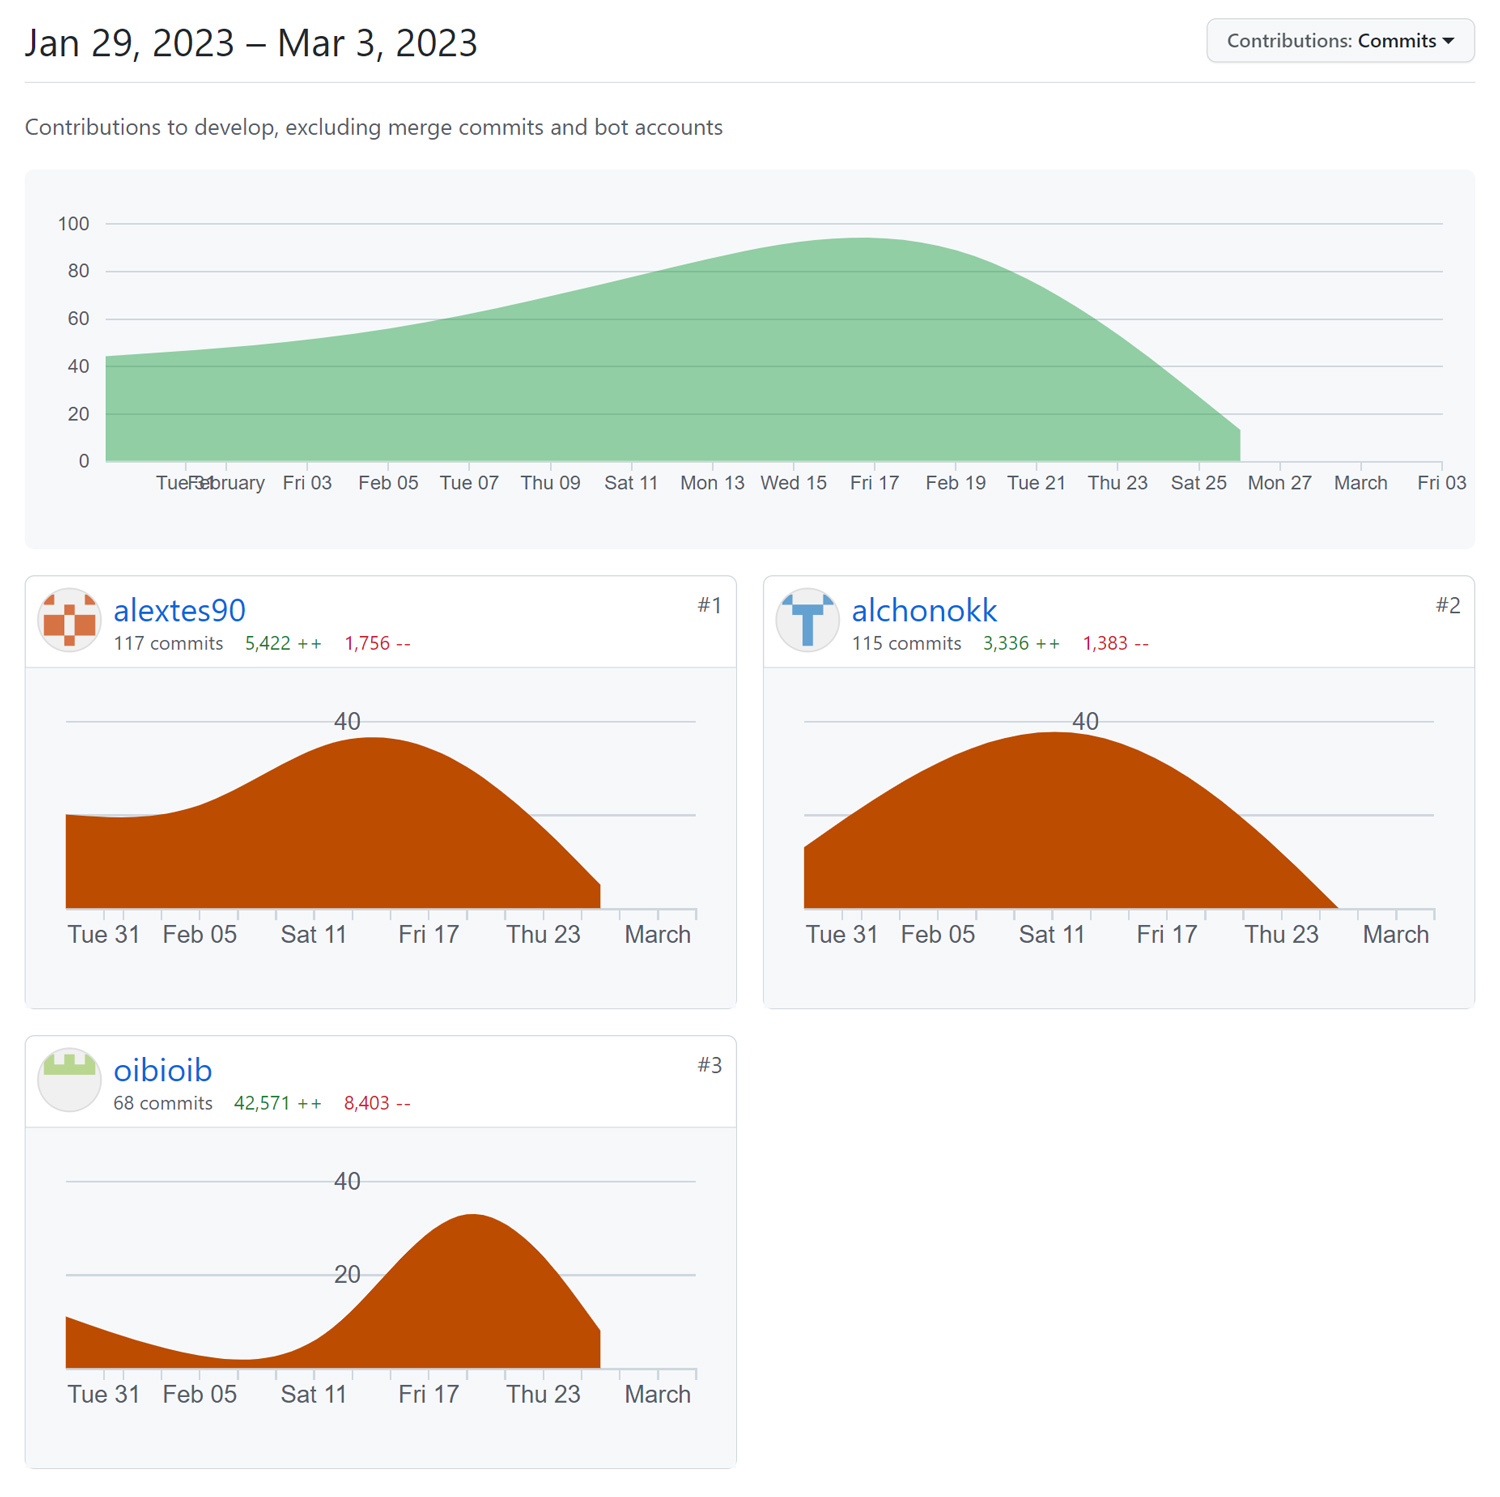 Jan 29, 2023 – Mar 3, 2023
Contributions: Commits
Contributions to develop, excluding merge commits and bot accounts
100
80
60
40
20
0
Tue 31 February Fri 03 Feb 05 Tue 07 Thu 09 Sat 11 Mon 13 Wed 15 Fri 17 Feb 19 Tue 21 Thu 23 Sat 25 Mon 27 March Fri 03
alextes90 #1
117 commits 5,422 ++ 1,756 --
40
Tue 31 Feb 05 Sat 11 Fri 17 Thu 23 March
alchonokk #2
115 commits 3,336 ++ 1,383 --
40
Tue 31 Feb 05 Sat 11 Fri 17 Thu 23 March
oibioib #3
68 commits 42,571 ++ 8,403 --
40
20
Tue 31 Feb 05 Sat 11 Fri 17 Thu 23 March